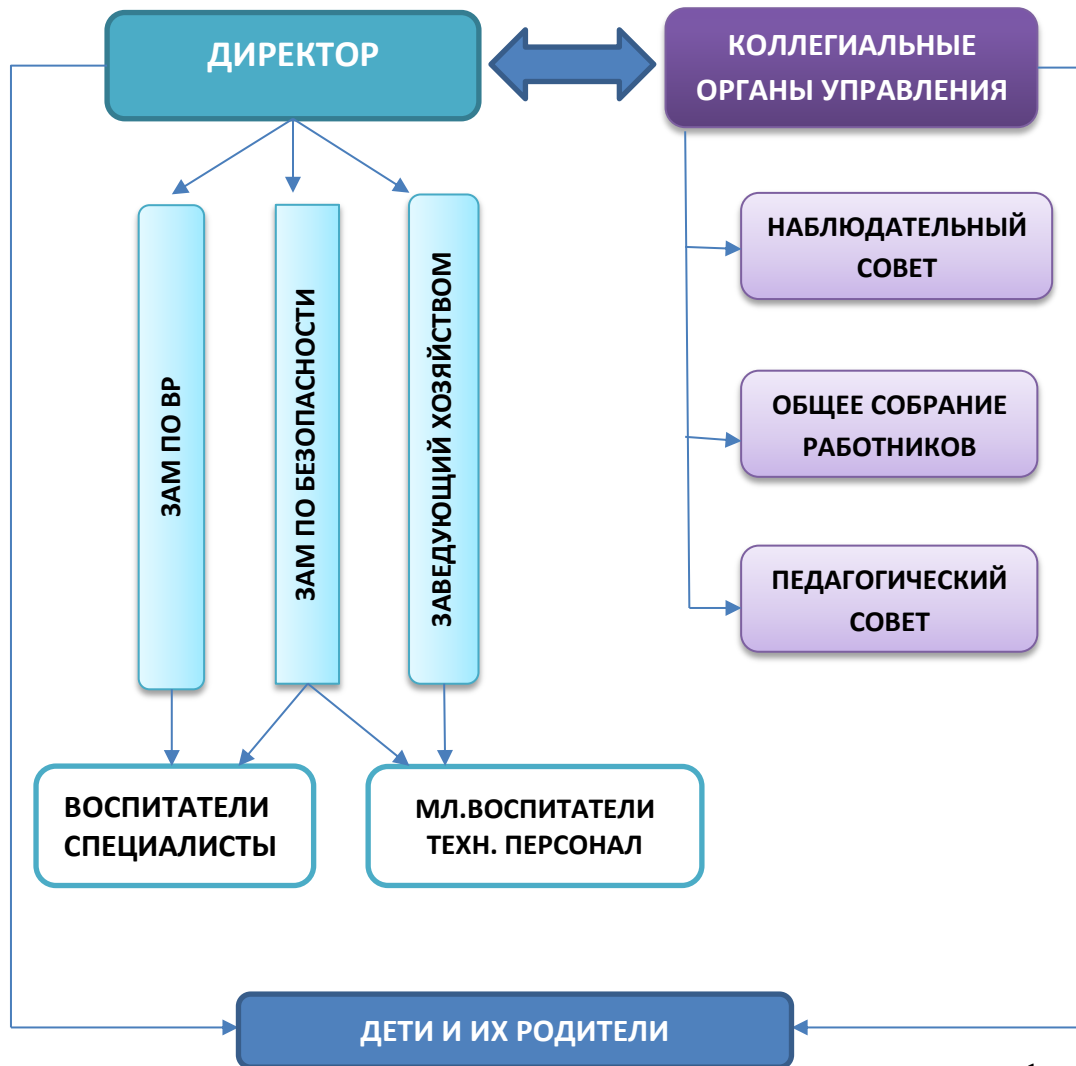 ДИРЕКТОР
КОЛЛЕГИАЛЬНЫЕ
ОРГАНЫ УПРАВЛЕНИЯ
ЗАМ ПО ВР
ЗАМ ПО БЕЗОПАСНОСТИ
ЗАВЕДУЮЩИЙ ХОЗЯЙСТВОМ
НАБЛЮДАТЕЛЬНЫЙ
СОВЕТ
ОБЩЕЕ СОБРАНИЕ
РАБОТНИКОВ
ПЕДАГОГИЧЕСКИЙ
СОВЕТ
ВОСПИТАТЕЛИ
СПЕЦИАЛИСТЫ
МЛ.ВОСПИТАТЕЛИ
ТЕХН. ПЕРСОНАЛ
ДЕТИ И ИХ РОДИТЕЛИ